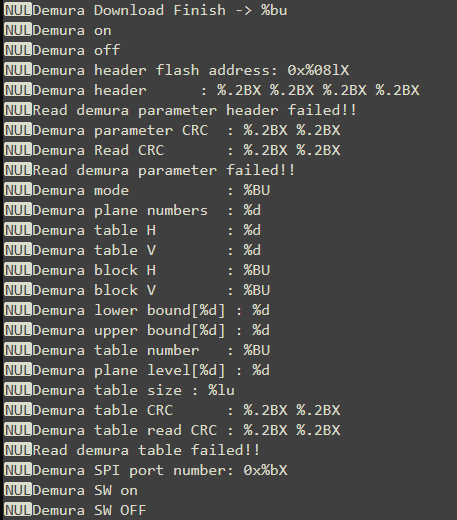 NULDemura Download Finish -> %bu
NULDemura on
NULDemura off
NULDemura header flash address: 0x%08lX
NULDemura header      : %.2BX %.2BX %.2BX %.2BX
NULRead demura parameter header failed!!
NULDemura parameter CRC  : %.2BX %.2BX
NULDemura Read CRC       : %.2BX %.2BX
NULRead demura parameter failed!!
NULDemura mode           : %BU
NULDemura plane numbers  : %d
NULDemura table H        : %d
NULDemura table V        : %d
NULDemura block H        : %BU
NULDemura block V        : %BU
NULDemura lower bound[%d] : %d
NULDemura upper bound[%d] : %d
NULDemura table number   : %BU
NULDemura plane level[%d] : %d
NULDemura table size : %lu
NULDemura table CRC      : %.2BX %.2BX
NULDemura table read CRC : %.2BX %.2BX
NULRead demura table failed!!
NULDemura SPI port number: 0x%bX
NULDemura SW on
NULDemura SW OFF